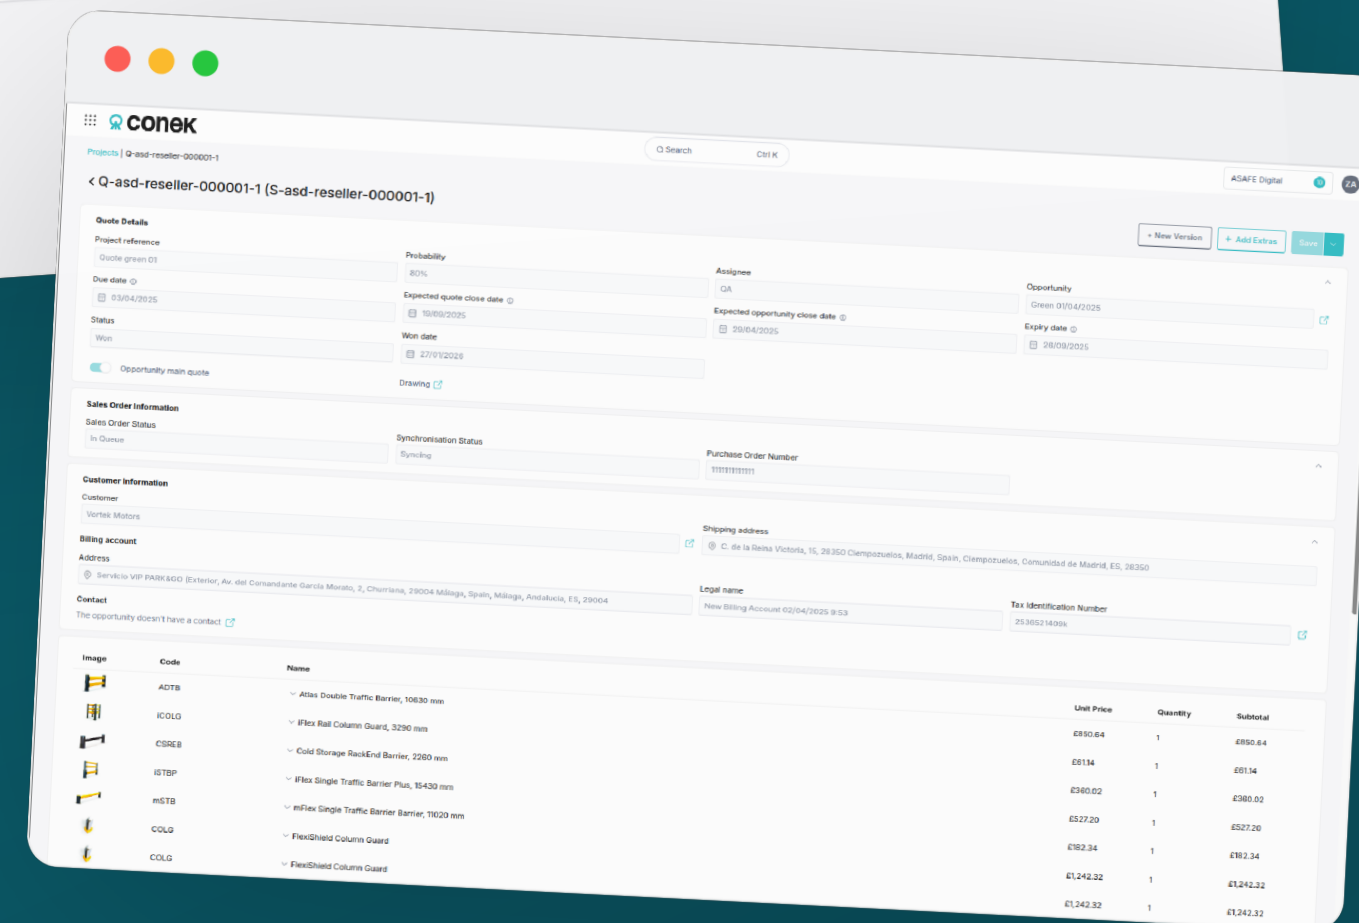 conek
Search Ctrl K
ASAFE Digital
ZA
Projects | Q-asd-reseller-000001-1
Q-asd-reseller-000001-1 (S-asd-reseller-000001-1)
+ New Version + Add Extras Save
Quote Details
Project reference Probability Assignee Opportunity
Quote green 01 80% QA Green 01/04/2025
Due date Expected quote close date Expected opportunity close date Expiry date
03/04/2025 19/09/2025 29/04/2025 28/09/2025
Status Won date
Won 27/01/2026
Opportunity main quote Drawing
Sales Order Information
Sales Order Status Synchronisation Status Purchase Order Number
In Queue Syncing
Customer Information
Customer Shipping address
Vortek Motors C. de la Reina Victoria, 15, 28350 Ciempozuelos, Madrid, Spain, Ciempozuelos, Comunidad de Madrid, ES, 28350
Billing account
Address Legal name Tax Identification Number
Servicio VIP PARK&GO (Exterior, Av. del Comandante García Morato, 2, Churriana, 29004 Málaga, Spain, Málaga, Andalucía, ES, 29004 New Billing Account 02/04/2025 9:53 2536521409k
Contact
The opportunity doesn't have a contact
Image Code Name Unit Price Quantity Subtotal
ADTB Atlas Double Traffic Barrier, 10630 mm £850.64 1 £850.64
iCOLG iFlex Rail Column Guard, 3290 mm £61.14 1 £61.14
CSREB Cold Storage RackEnd Barrier, 2260 mm £360.02 1 £360.02
iSTBP iFlex Single Traffic Barrier Plus, 15430 mm £527.20 1 £527.20
mSTB mFlex Single Traffic Barrier Barrier, 11020 mm £182.34 1 £182.34
COLG FlexiShield Column Guard £1,242.32 1 £1,242.32
COLG FlexiShield Column Guard £1,242.32 1 £1,242.32